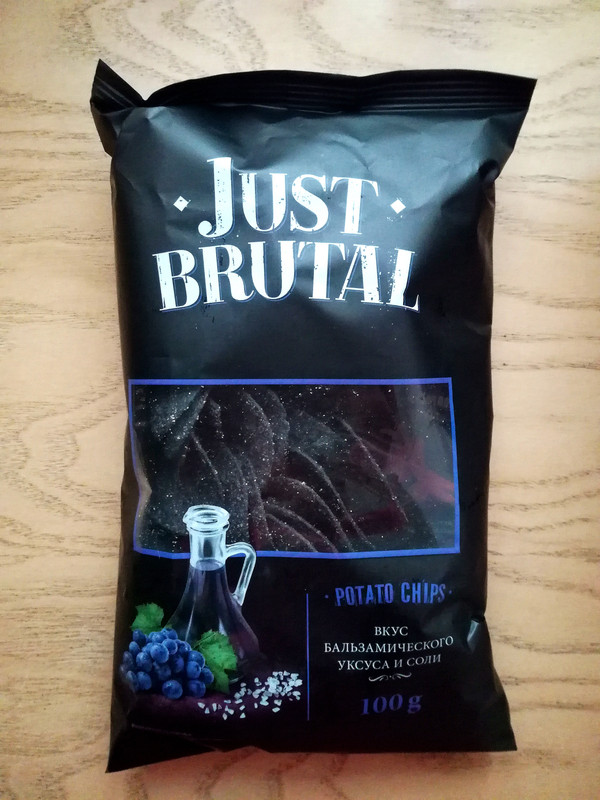 JUST
BRUTAL
POTATO CHIPS
ВКУС
БАЛЬЗАМИЧЕСКОГО
УКСУСА И СОЛИ
100 g